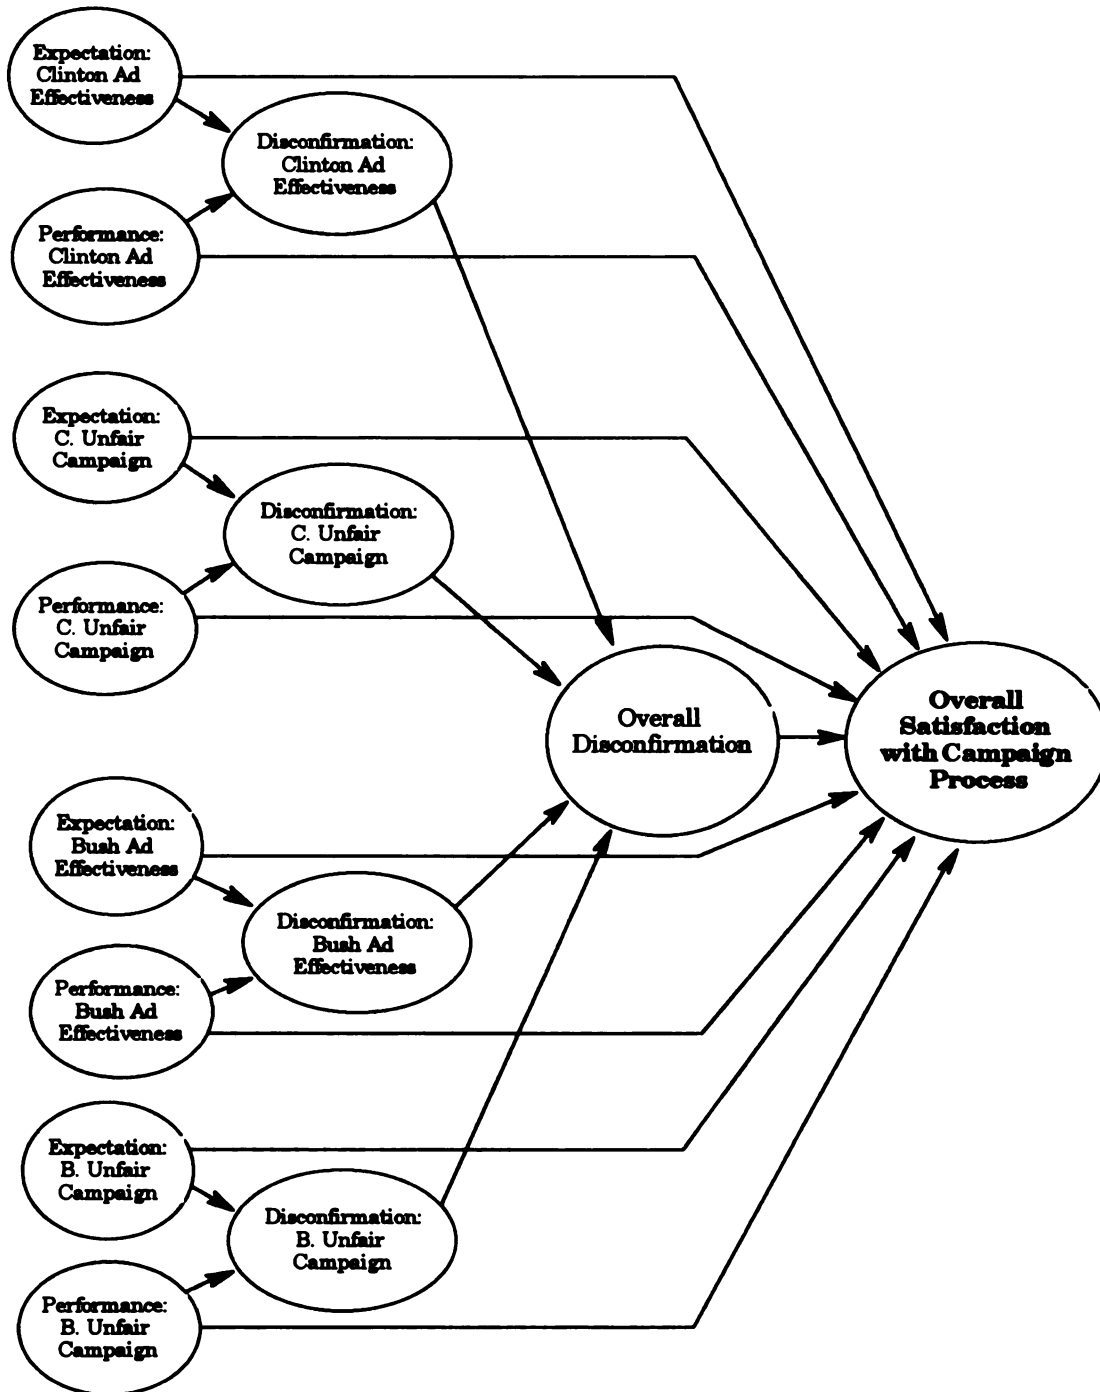 Expectation:
Clinton Ad
Effectiveness
Disconfirmation:
Clinton Ad
Effectiveness
Performance:
Clinton Ad
Effectiveness
Expectation:
C. Unfair
Campaign
Disconfirmation:
C. Unfair
Campaign
Performance:
C. Unfair
Campaign
Overall
Disconfirmation
Overall
Satisfaction
with Campaign
Process
Expectation:
Bush Ad
Effectiveness
Disconfirmation:
Bush Ad
Effectiveness
Performance:
Bush Ad
Effectiveness
Expectation:
B. Unfair
Campaign
Disconfirmation:
B. Unfair
Campaign
Performance:
B. Unfair
Campaign